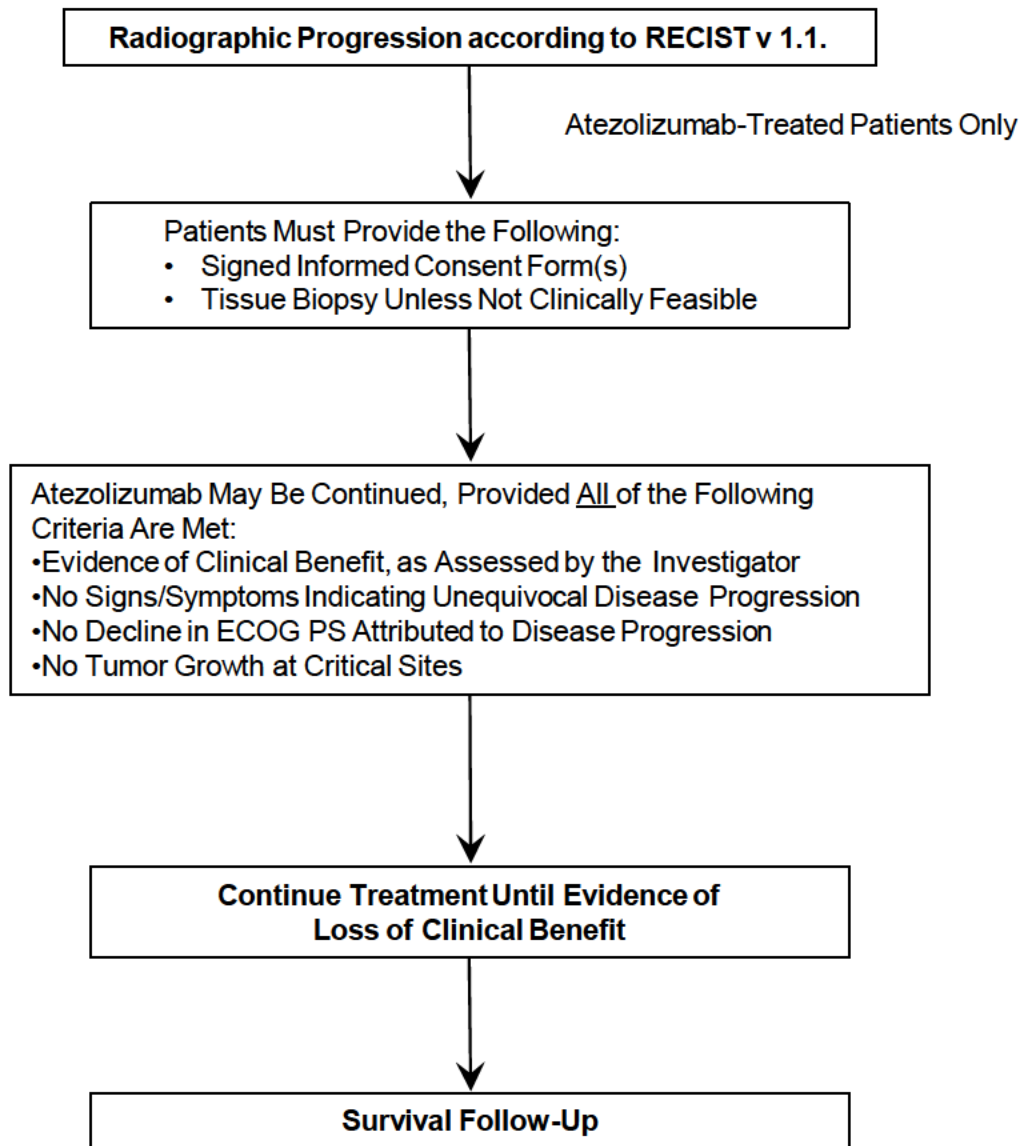 Radiographic Progression according to RECIST v 1.1.
Atezolizumab-Treated Patients Only
Patients Must Provide the Following:
• Signed Informed Consent Form(s)
• Tissue Biopsy Unless Not Clinically Feasible
Atezolizumab May Be Continued, Provided All of the Following
Criteria Are Met:
•Evidence of Clinical Benefit, as Assessed by the Investigator
•No Signs/Symptoms Indicating Unequivocal Disease Progression
•No Decline in ECOG PS Attributed to Disease Progression
•No Tumor Growth at Critical Sites
Continue Treatment Until Evidence of
Loss of Clinical Benefit
Survival Follow-Up